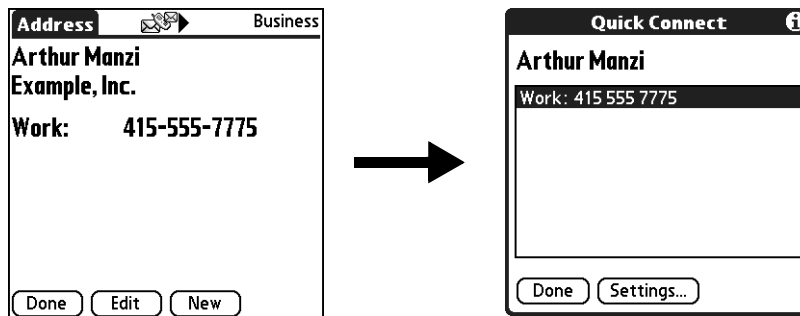 Address Business
Arthur Manzi
Example, Inc.
Work: 415-555-7775
Done Edit New
Quick Connect i
Arthur Manzi
Work: 415 555 7775
Done Settings...